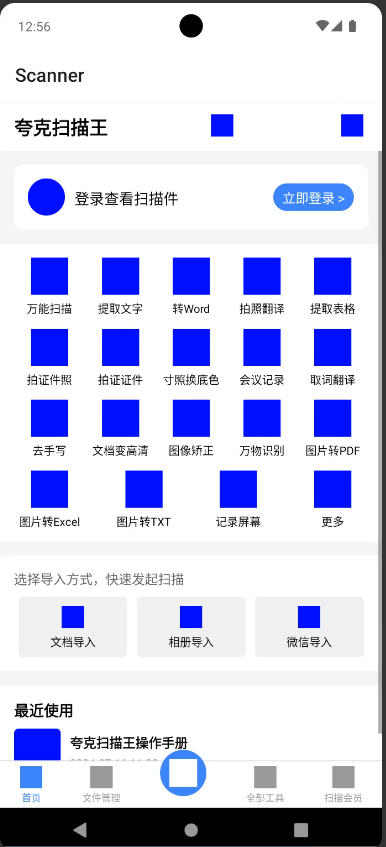 12:56
Scanner
夸克扫描王
登录查看扫描件
立即登录 >
万能扫描 提取文字 转Word 拍照翻译 提取表格
拍证件照 拍证证件 寸照换底色 会议记录 取词翻译
去手写 文档变高清 图像矫正 万物识别 图片转PDF
图片转Excel 图片转TXT 记录屏幕 更多
选择导入方式，快速发起扫描
文档导入 相册导入 微信导入
最近使用
夸克扫描王操作手册
首页 文件管理 全部工具 扫描会员